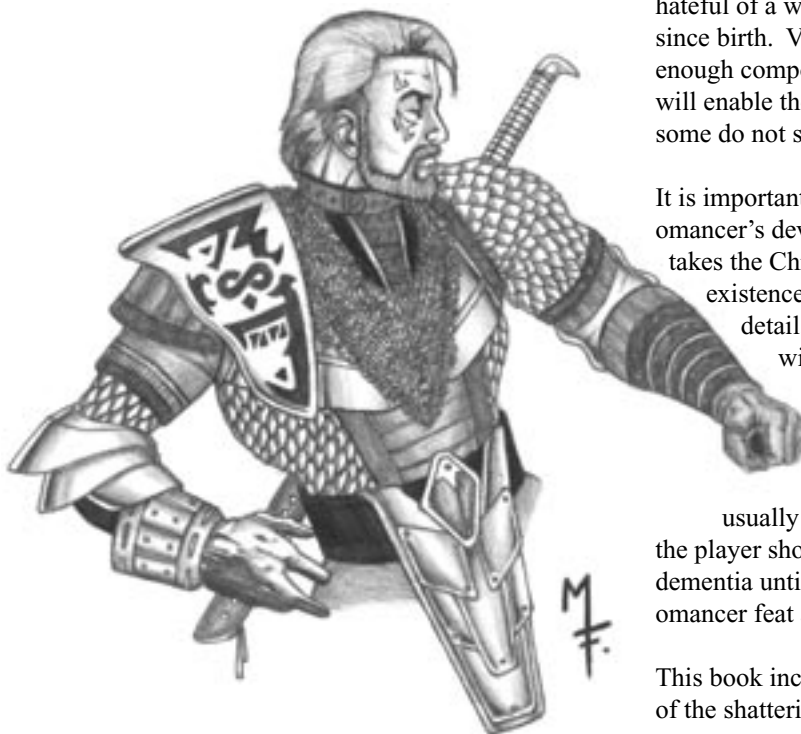 hateful of a w
since birth. V
enough compe
will enable th
some do not s
It is important
omancer’s dev
takes the Ch
existence
detail
wi
usually
the player sho
dementia unti
omancer feat
This book inc
of the shatteri
MF.